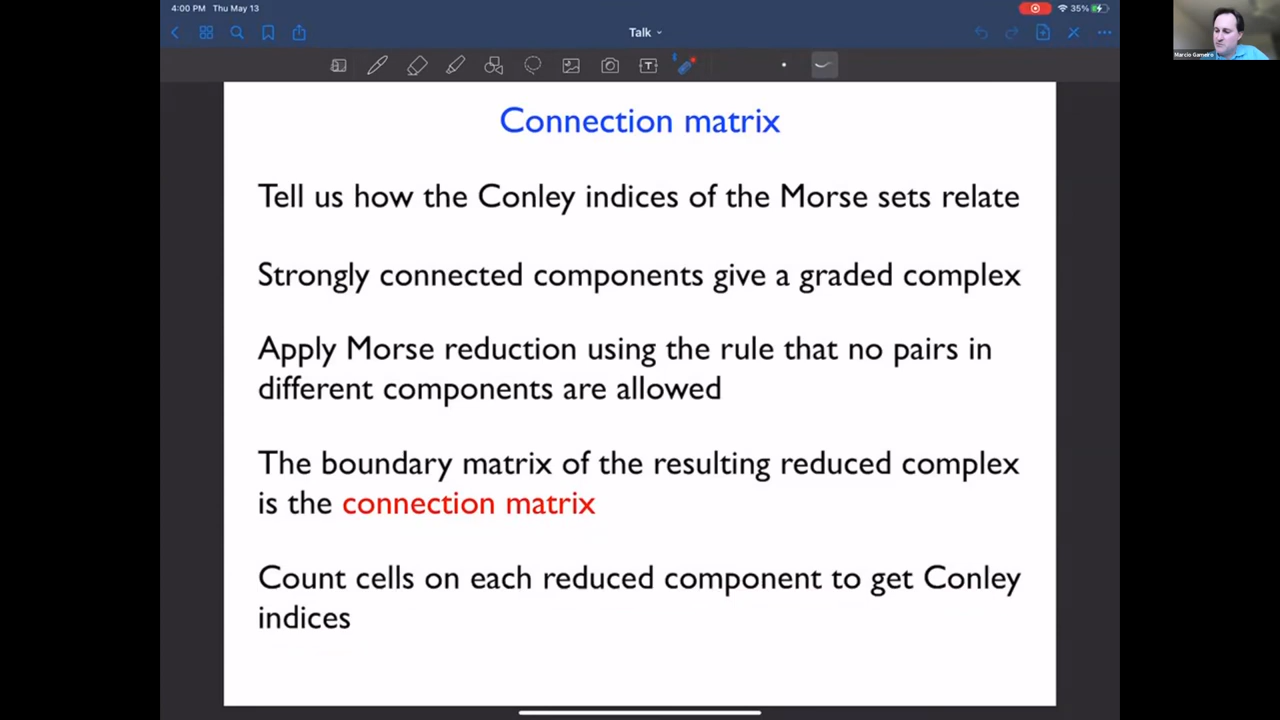 4:00 PM Thu May 13
35%
Talk
T
Marcio Gameiro
Connection matrix
Tell us how the Conley indices of the Morse sets relate
Strongly connected components give a graded complex
Apply Morse reduction using the rule that no pairs in
different components are allowed
The boundary matrix of the resulting reduced complex
is the connection matrix
Count cells on each reduced component to get Conley
indices